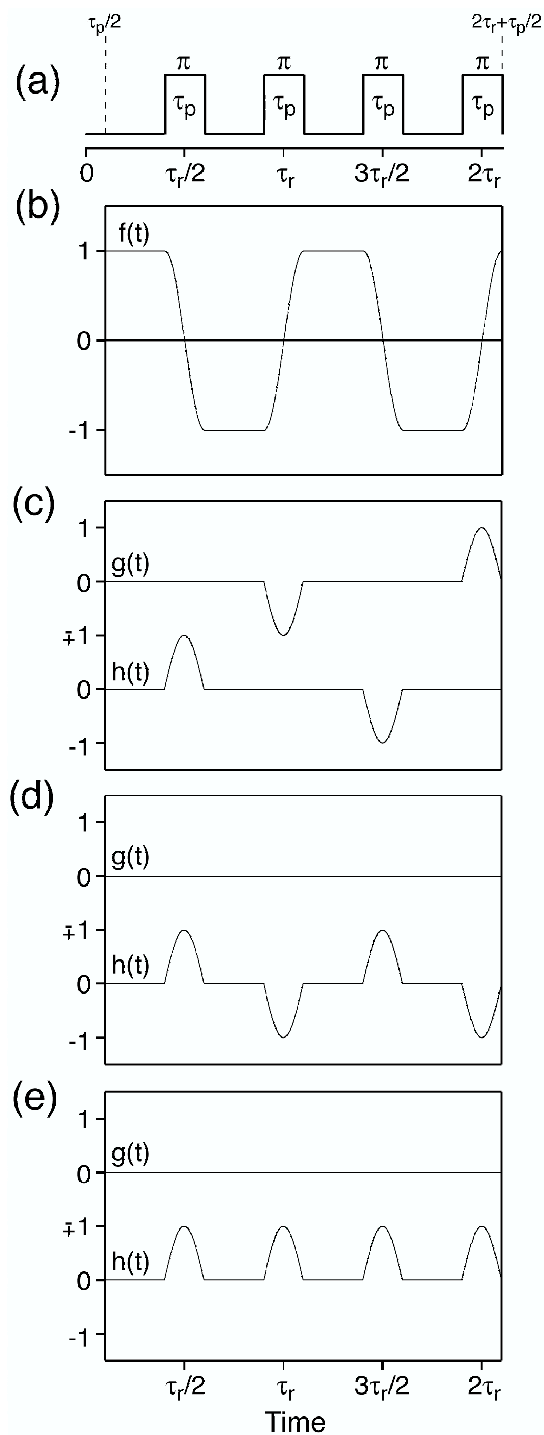 τp/2 2τr+τp/2
(a) π π π π
τp τp τp τp
0 τr/2 τr 3τr/2 2τr
(b)
f(t)
1
0
-1
(c)
1
g(t)
0
∓1
h(t)
0
-1
(d)
1
g(t)
0
∓1
h(t)
0
-1
(e)
1
g(t)
0
∓1
h(t)
0
-1
τr/2 τr 3τr/2 2τr
Time